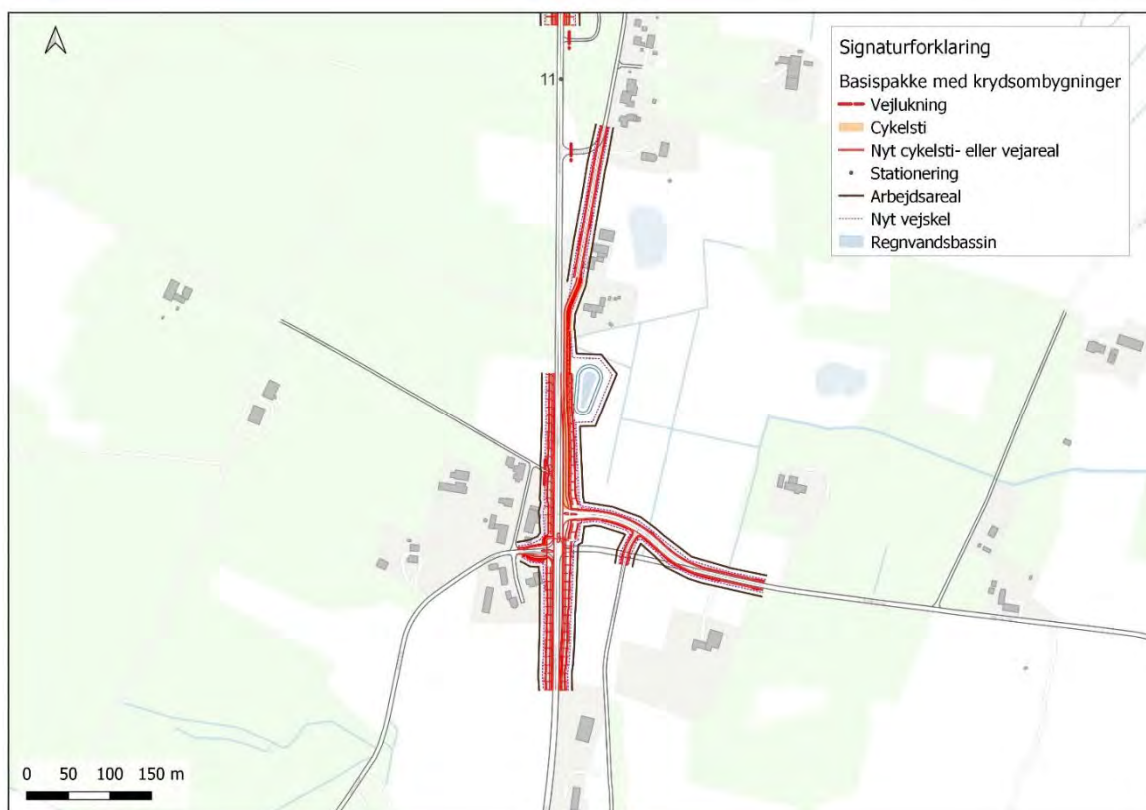 11
Signaturforklaring
Basispakke med krydsombygninger
Vejlukning
Cykelsti
Nyt cykelsti- eller vejareal
Stationering
Arbejdsareal
Nyt vejskel
Regnvandsbassin
0 50 100 150 m